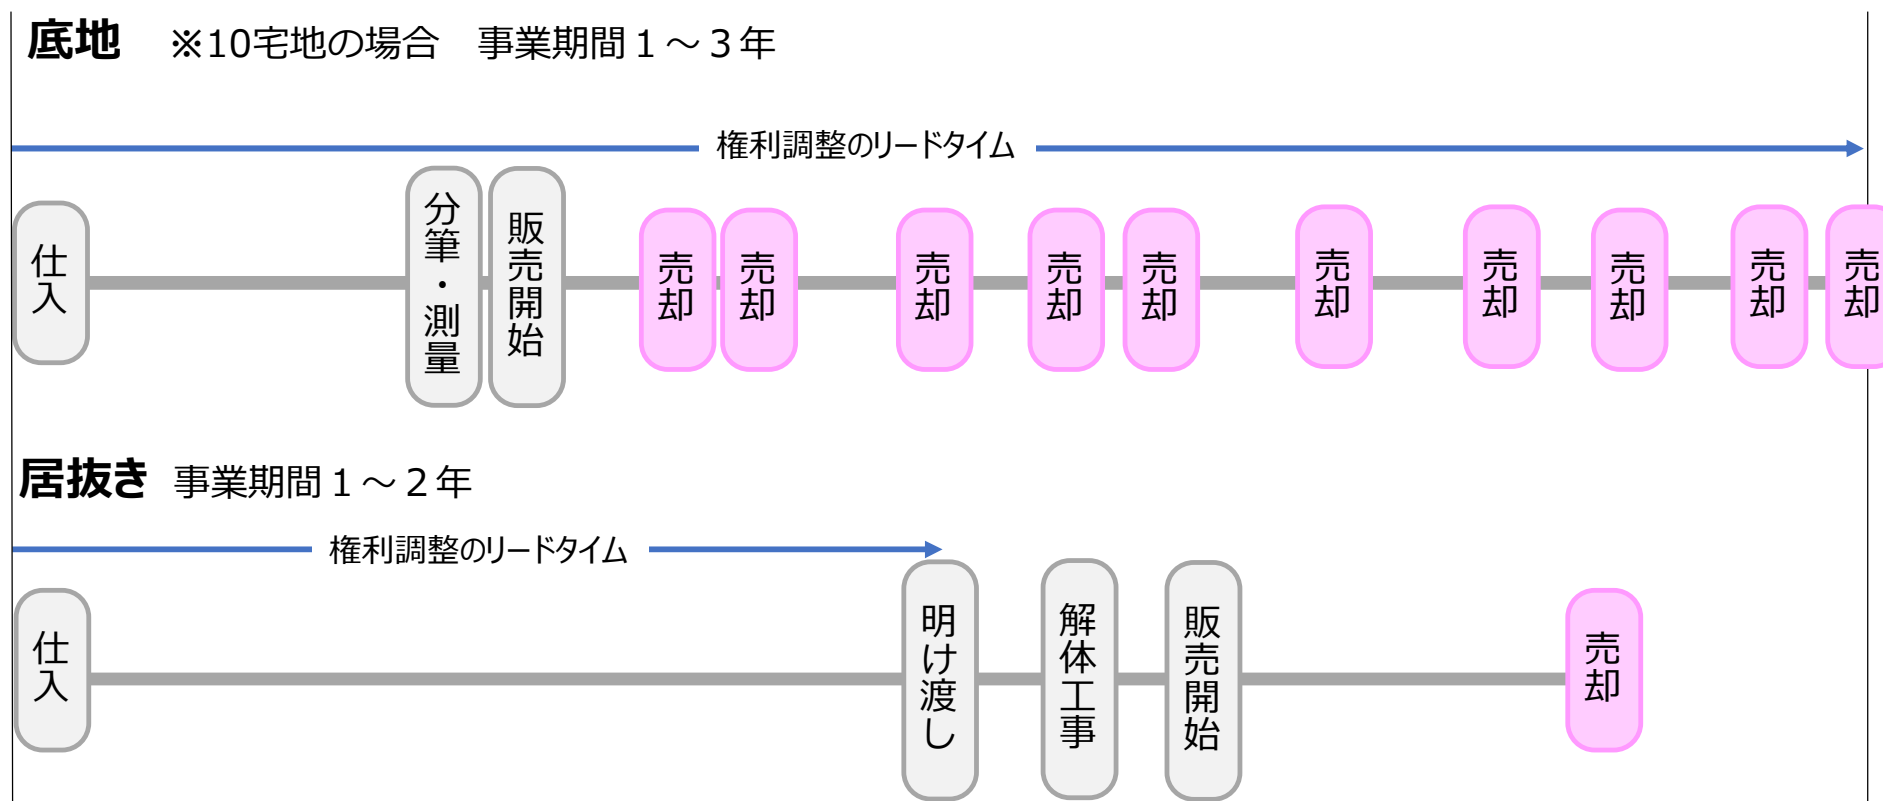 底地 ※10宅地の場合 事業期間１～３年
権利調整のリードタイム
仕入
分筆・測量
販売開始
売却
売却
売却
売却
売却
売却
売却
売却
売却
売却
居抜き 事業期間１～２年
権利調整のリードタイム
仕入
明け渡し
解体工事
販売開始
売却